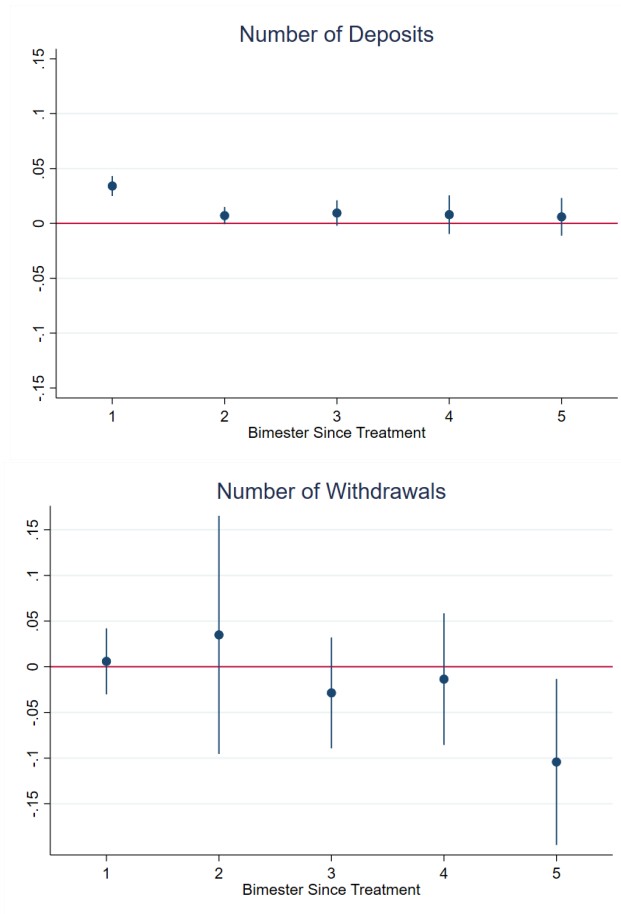 Number of Deposits
.15
.1
.05
0
-.05
-.1
-.15
1 2 3 4 5
Bimester Since Treatment
Number of Withdrawals
.15
.1
.05
0
-.05
-.1
-.15
1 2 3 4 5
Bimester Since Treatment